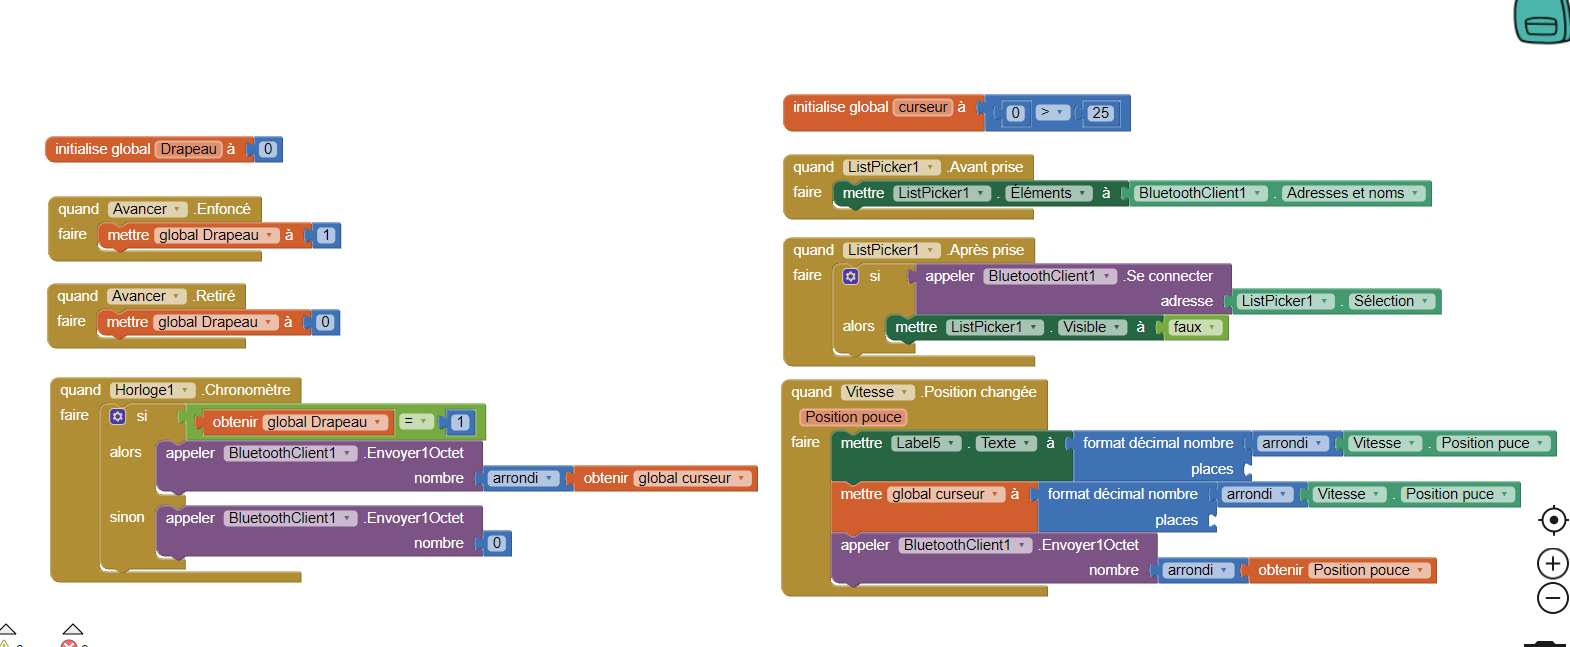 initialise global Drapeau à 0
quand Avancer .Enfoncé
faire mettre global Drapeau à 1
quand Avancer .Retiré
faire mettre global Drapeau à 0
quand Horloge1 .Chronomètre
faire si obtenir global Drapeau = 1
alors appeler BluetoothClient1 .Envoyer1Octet
nombre arrondi obtenir global curseur
sinon appeler BluetoothClient1 .Envoyer1Octet
nombre 0
initialise global curseur à 0 > 25
quand ListPicker1 .Avant prise
faire mettre ListPicker1 . Éléments à BluetoothClient1 . Adresses et noms
quand ListPicker1 .Après prise
faire si appeler BluetoothClient1 .Se connecter
adresse ListPicker1 . Sélection
alors mettre ListPicker1 . Visible à faux
quand Vitesse .Position changée
Position pouce
faire mettre Label5 . Texte à format décimal nombre arrondi Vitesse . Position puce
places
mettre global curseur à format décimal nombre arrondi Vitesse . Position puce
places
appeler BluetoothClient1 .Envoyer1Octet
nombre arrondi obtenir Position pouce